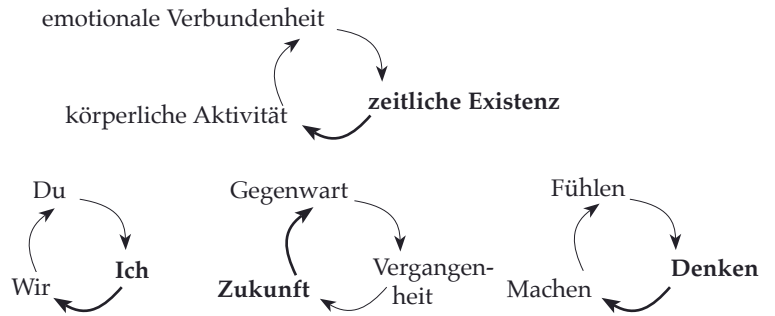 emotionale Verbundenheit
zeitliche Existenz
körperliche Aktivität
Du
Ich
Wir
Gegenwart
Vergangen-
heit
Zukunft
Fühlen
Denken
Machen